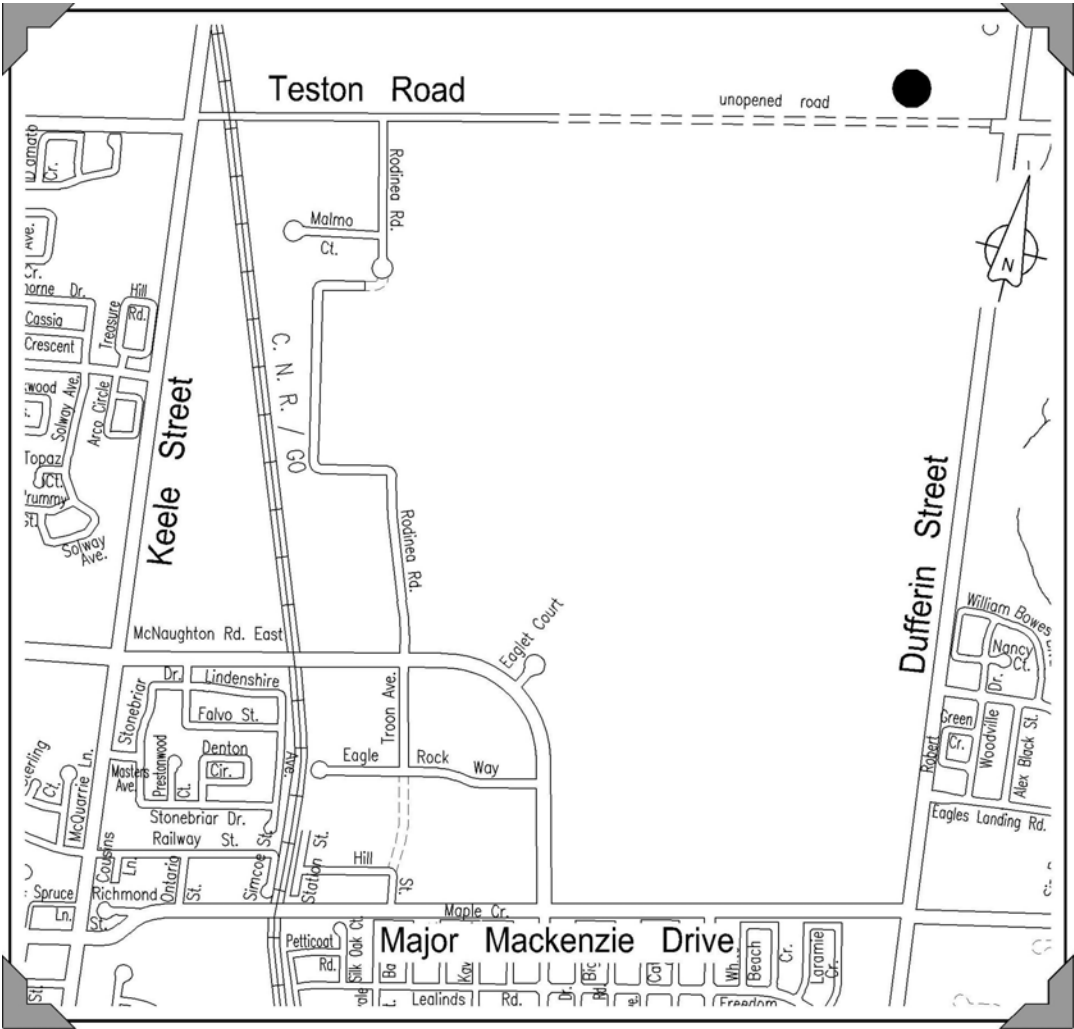 Teston Road
unopened road
D'amato
Cr.
Rodinea Rd.
Malmo
Ct.
N
Ave.
Cr.
Dr.
Hill
Rd.
Treasure
Cassia
Crescent
C. N. R. / GO
Keele Street
Solway Ave.
Arco Circle
Topaz
Ct.
St.
Solway
Ave.
Rodinea Rd.
Dufferin Street
McNaughton Rd. East
Eaglet Court
William Bowes
Nancy
Ct.
Dr.
Stonebriar
Dr.
Lindenshire
Ave.
Falvo St.
Troon Ave.
Denton
Cir.
Prestonwood
Ct.
Masters
Ave.
Eagle Rock Way
Green
Cr.
Robert
Woodville
Alex Black St.
Ct.
McQuarrie Ln.
Stonebriar Dr.
Railway St.
Eagles Landing Rd.
Cousins
Ln.
Ontario
St.
Simcoe St.
Station St.
Hill
St.
Spruce
Ln.
Richmond
St.
Maple Cr.
Major Mackenzie Drive
Petticoat
Rd.
Silk Oak Ct.
Beach
Cr.
Laramie
Cr.
St.
Lealinds Rd.
Dr.
Rd.
Freedom